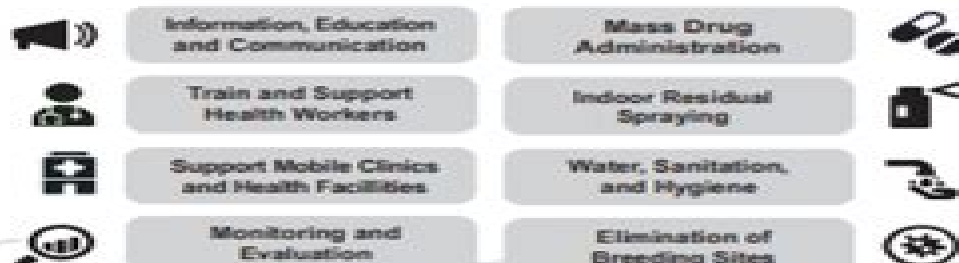 Information, Education
and Communication
Mass Drug
Administration
Train and Support
Health Workers
Indoor Residual
Spraying
Support Mobile Clinics
and Health Facilities
Water, Sanitation,
and Hygiene
Monitoring and
Evaluation
Elimination of
Breeding Sites